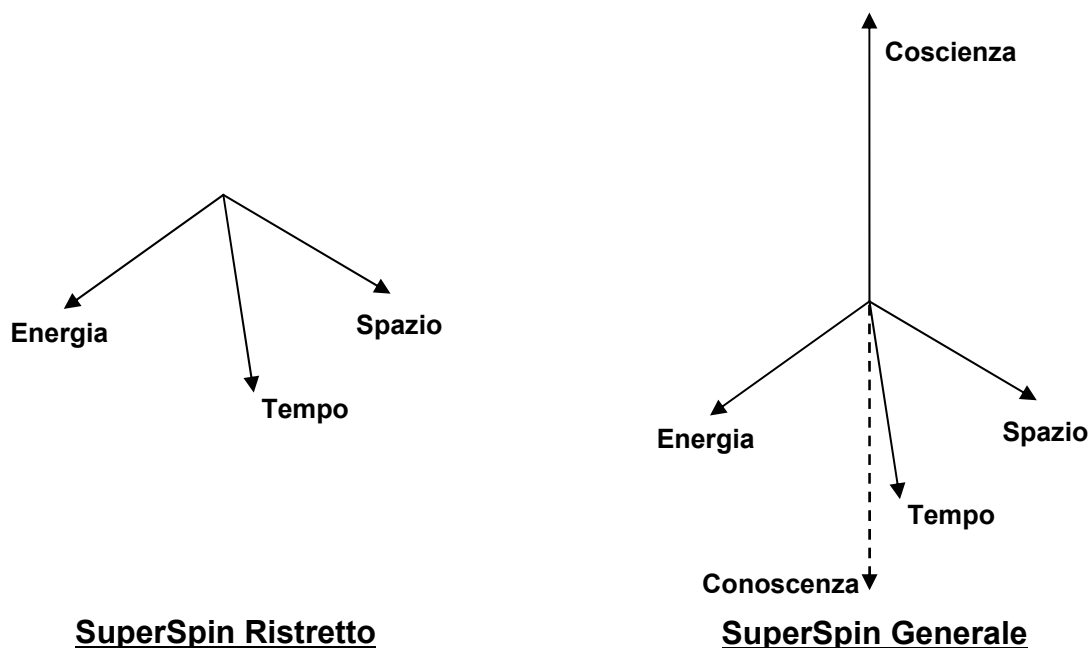 Coscienza
Energia
Spazio
Tempo
Energia
Spazio
Tempo
Conoscenza
SuperSpin Ristretto
SuperSpin Generale